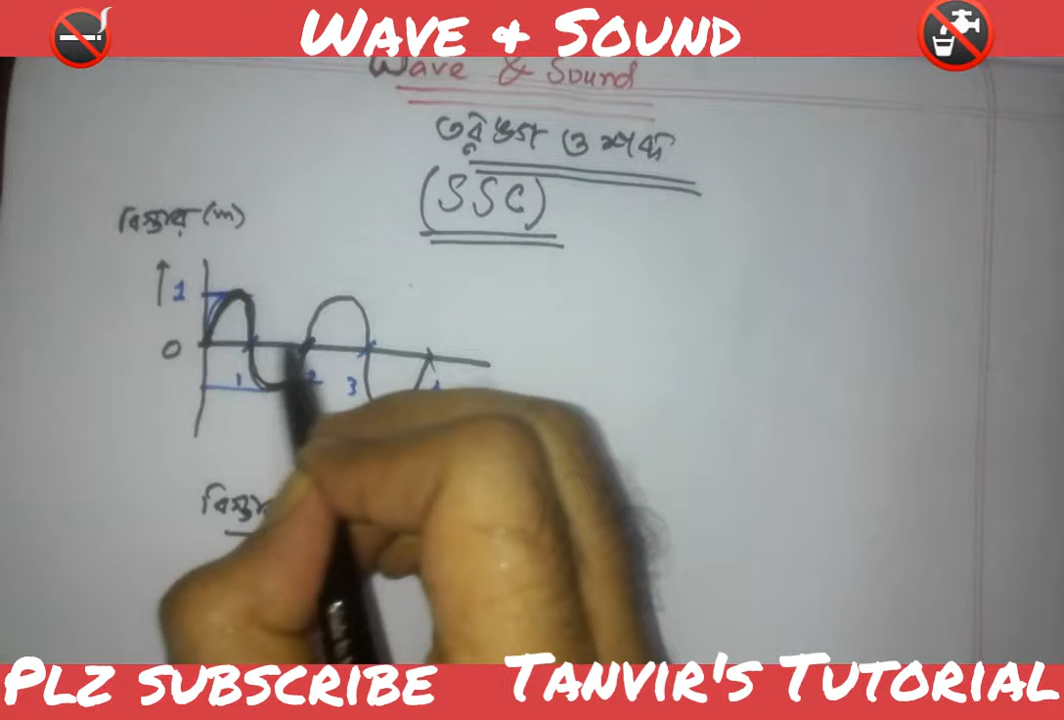 WAVE & SOUND
Wave & Sound
তরঙ্গ ও শব্দ
(SSC)
বিস্তার (m)
1
0
1 2 3
বিস্তার
PLZ SUBSCRIBE
TANVIR'S TUTORIAL